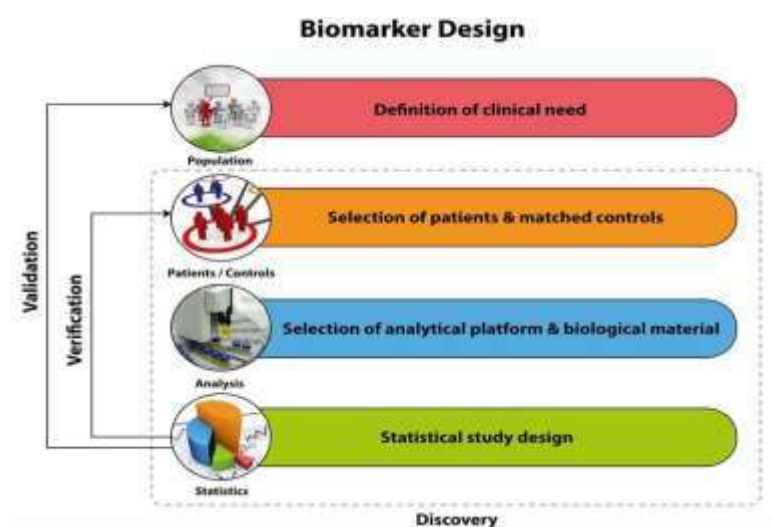 Biomarker Design
Definition of clinical need
Population
Selection of patients & matched controls
Patients / Controls
Selection of analytical platform & biological material
Analysis
Statistical study design
Statistics
Validation
Verification
Discovery